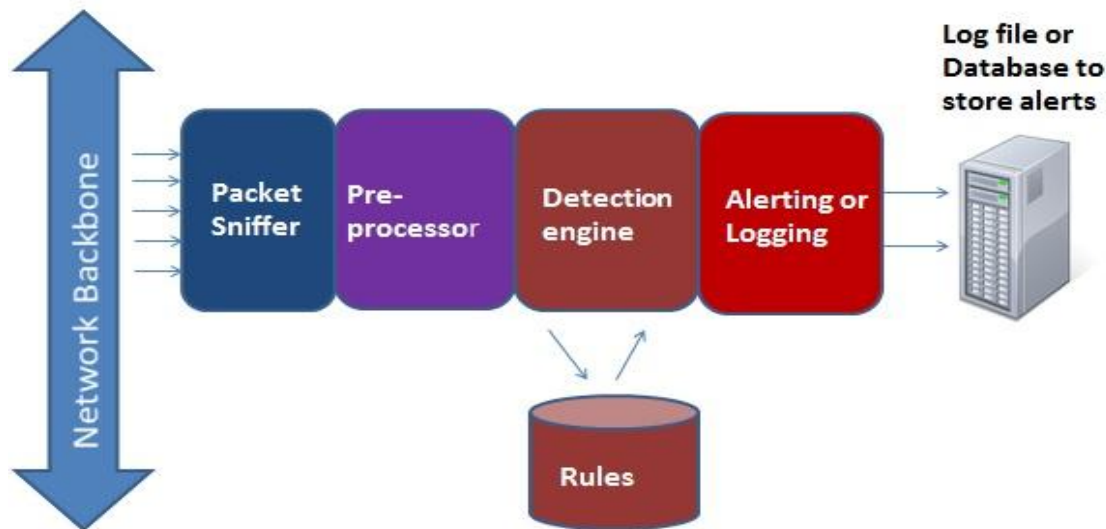 Network Backbone
Packet
Sniffer
Pre-
processor
Detection
engine
Alerting or
Logging
Log file or
Database to
store alerts
Rules